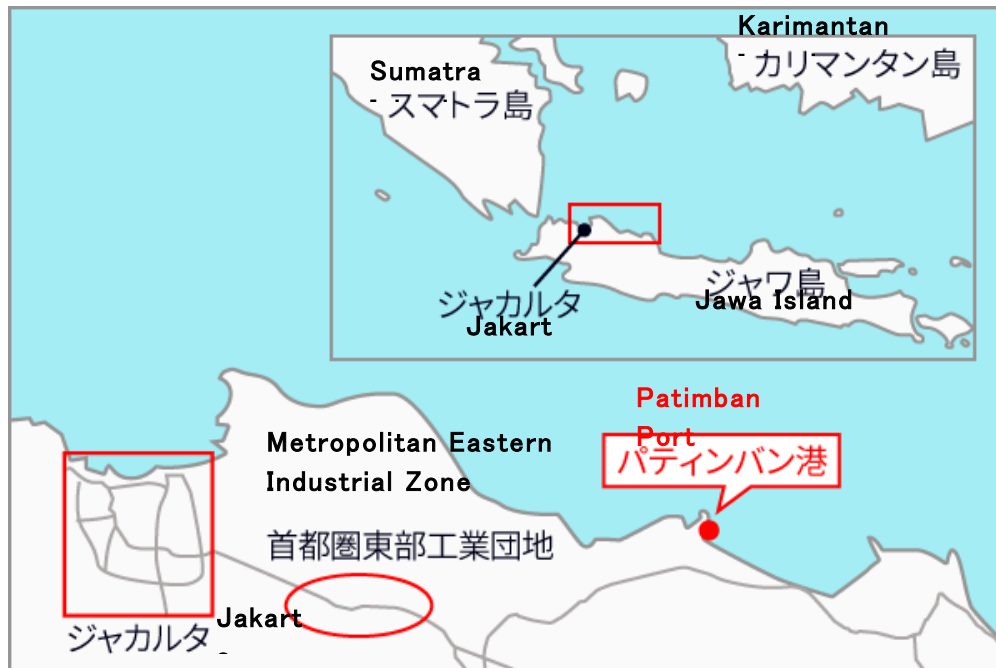 Karimantan
カリマンタン島
Sumatra
スマトラ島
ジャワ島
Jawa Island
ジャカルタ
Jakart
Patimban
Port
パティンバン港
Metropolitan Eastern
Industrial Zone
首都圏東部工業団地
Jakart
ジャカルタ